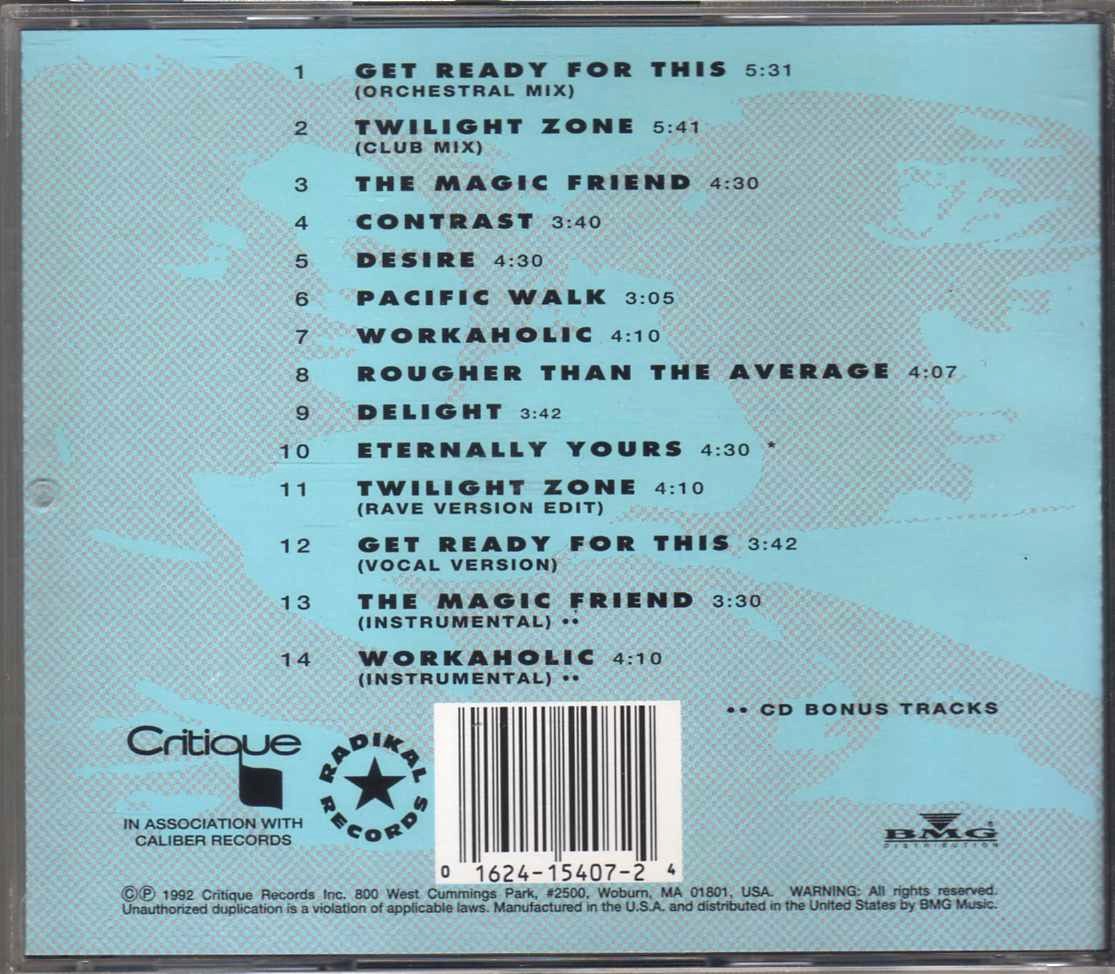 1 GET READY FOR THIS 5:31
(ORCHESTRAL MIX)
2 TWILIGHT ZONE 5:41
(CLUB MIX)
3 THE MAGIC FRIEND 4:30
4 CONTRAST 3:40
5 DESIRE 4:30
6 PACIFIC WALK 3:05
7 WORKAHOLIC 4:10
8 ROUGHER THAN THE AVERAGE 4:07
9 DELIGHT 3:42
10 ETERNALLY YOURS 4:30 *
11 TWILIGHT ZONE 4:10
(RAVE VERSION EDIT)
12 GET READY FOR THIS 3:42
(VOCAL VERSION)
13 THE MAGIC FRIEND 3:30
(INSTRUMENTAL) ••
14 WORKAHOLIC 4:10
(INSTRUMENTAL) ••
•• CD BONUS TRACKS
Critique
IN ASSOCIATION WITH
CALIBER RECORDS
RADIKAL
RECORDS
0 1624-15407-2 4
BMG®
DISTRIBUTION
©℗ 1992 Critique Records Inc. 800 West Cummings Park, #2500, Woburn, MA 01801, USA. WARNING: All rights reserved.
Unauthorized duplication is a violation of applicable laws. Manufactured in the U.S.A. and distributed in the United States by BMG Music.